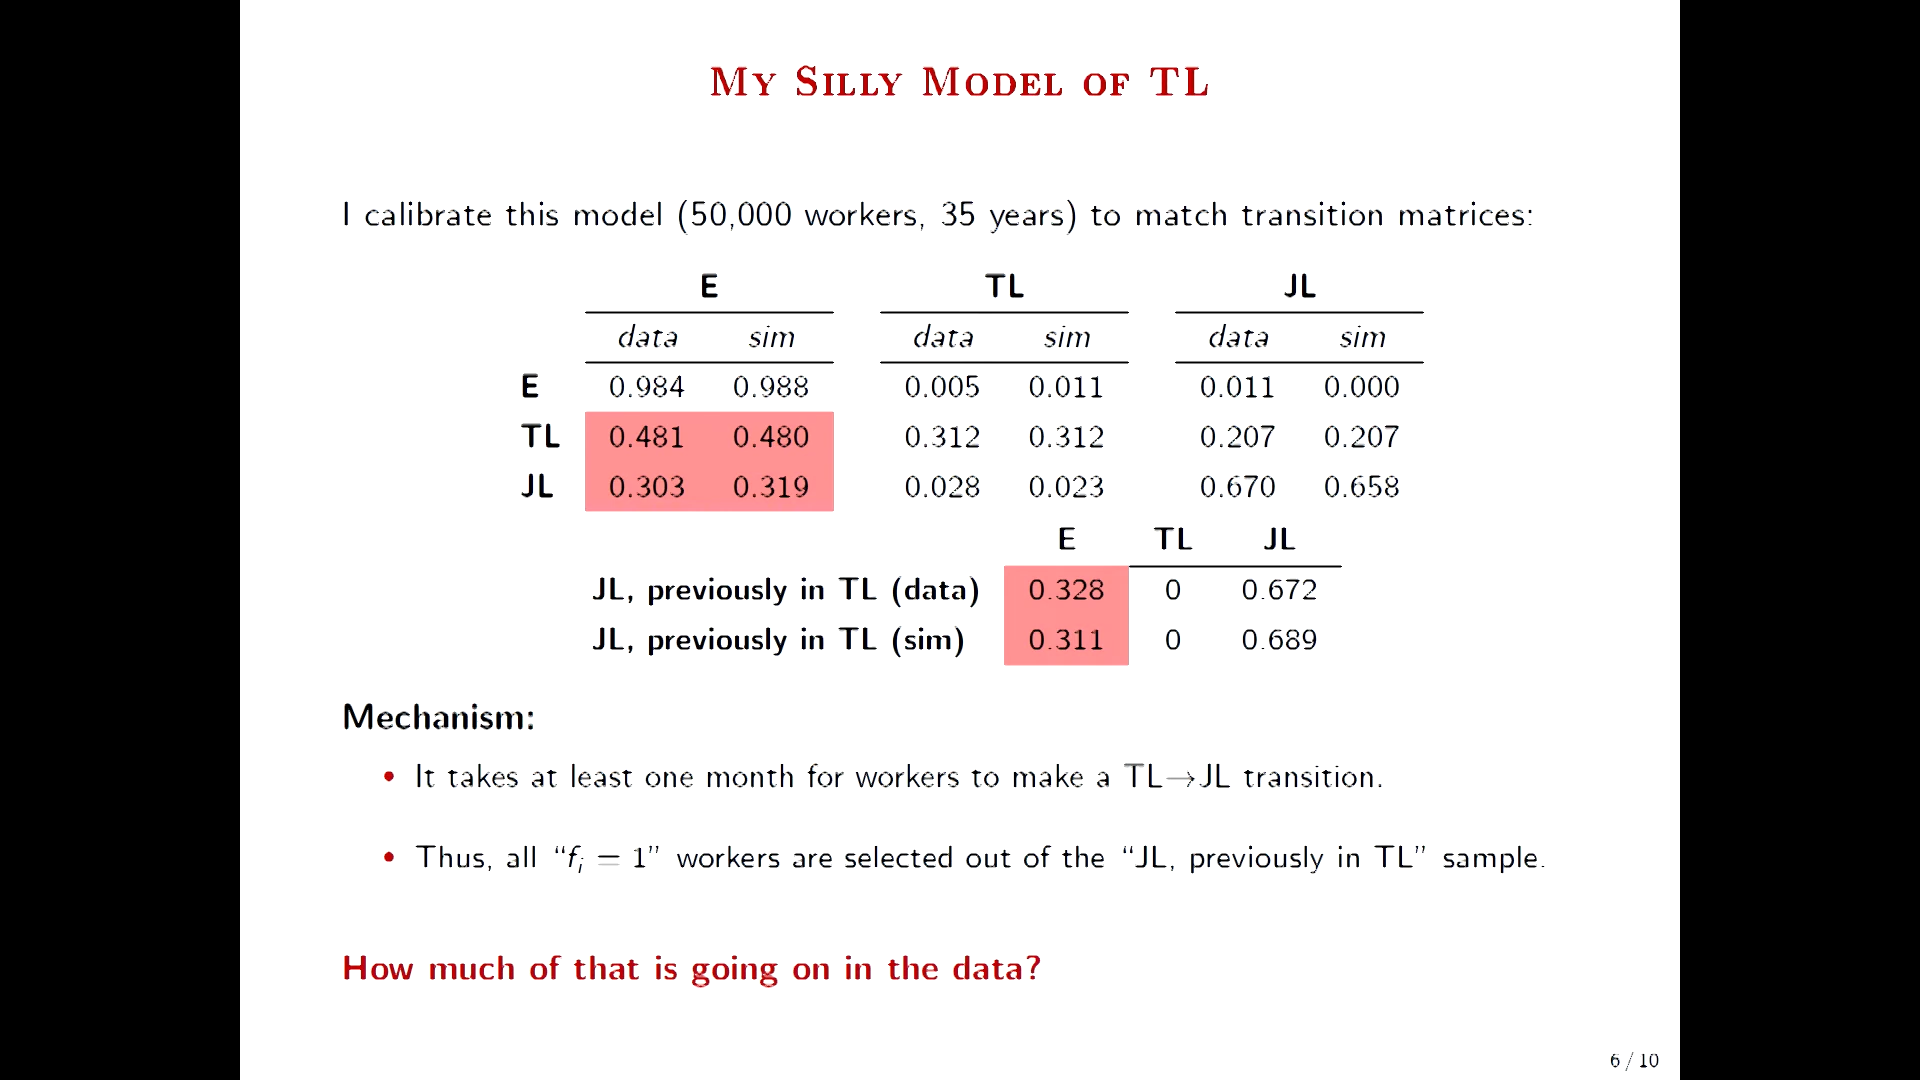 My Silly Model of TL
I calibrate this model (50,000 workers, 35 years) to match transition matrices:
E TL JL
data sim data sim data sim
E 0.984 0.988 0.005 0.011 0.011 0.000
TL 0.481 0.480 0.312 0.312 0.207 0.207
JL 0.303 0.319 0.028 0.023 0.670 0.658
E TL JL
JL, previously in TL (data) 0.328 0 0.672
JL, previously in TL (sim) 0.311 0 0.689
Mechanism:
• It takes at least one month for workers to make a TL→JL transition.
• Thus, all “fᵢ = 1” workers are selected out of the “JL, previously in TL” sample.
How much of that is going on in the data?
6 / 10